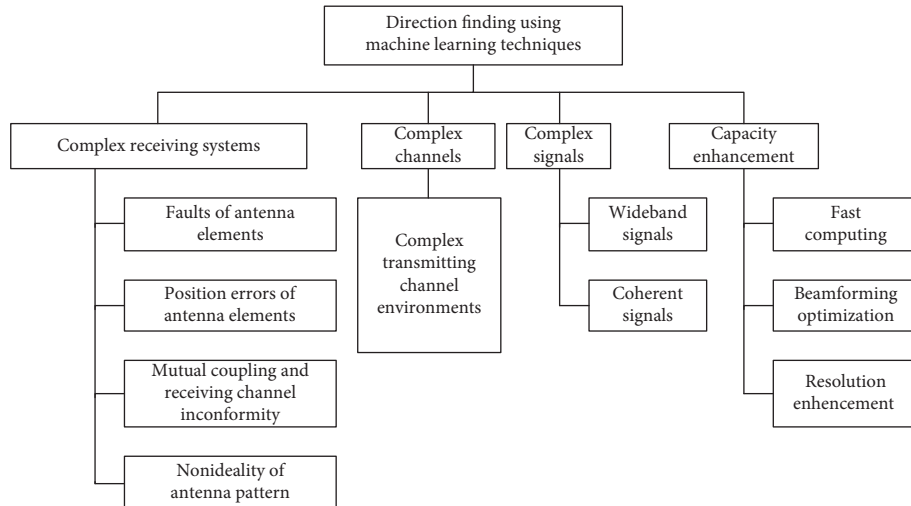 Direction finding using
machine learning techniques
Complex receiving systems
Complex
channels
Complex
signals
Capacity
enhancement
Faults of antenna
elements
Position errors of
antenna elements
Mutual coupling and
receiving channel
inconformity
Nonideality of
antenna pattern
Complex
transmitting
channel
environments
Wideband
signals
Coherent
signals
Fast
computing
Beamforming
optimization
Resolution
enhencement